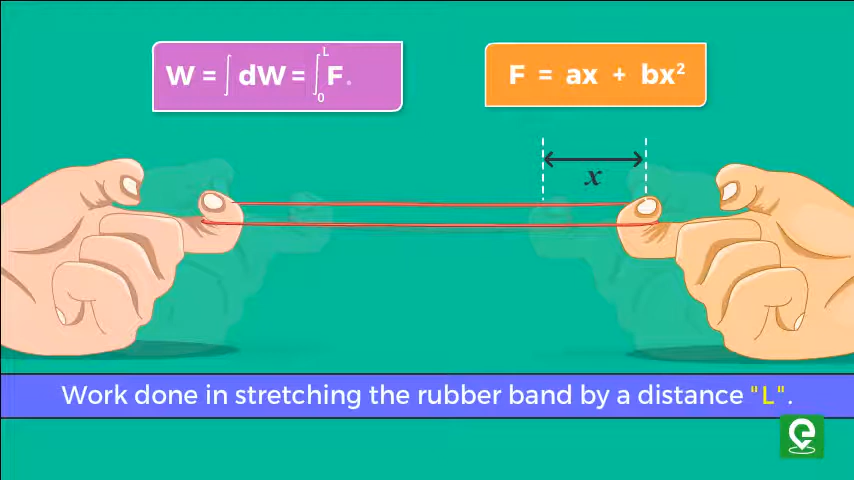 W = ∫ dW = ∫₀ᴸ F.
F = ax + bx²
x
Work done in stretching the rubber band by a distance "L".